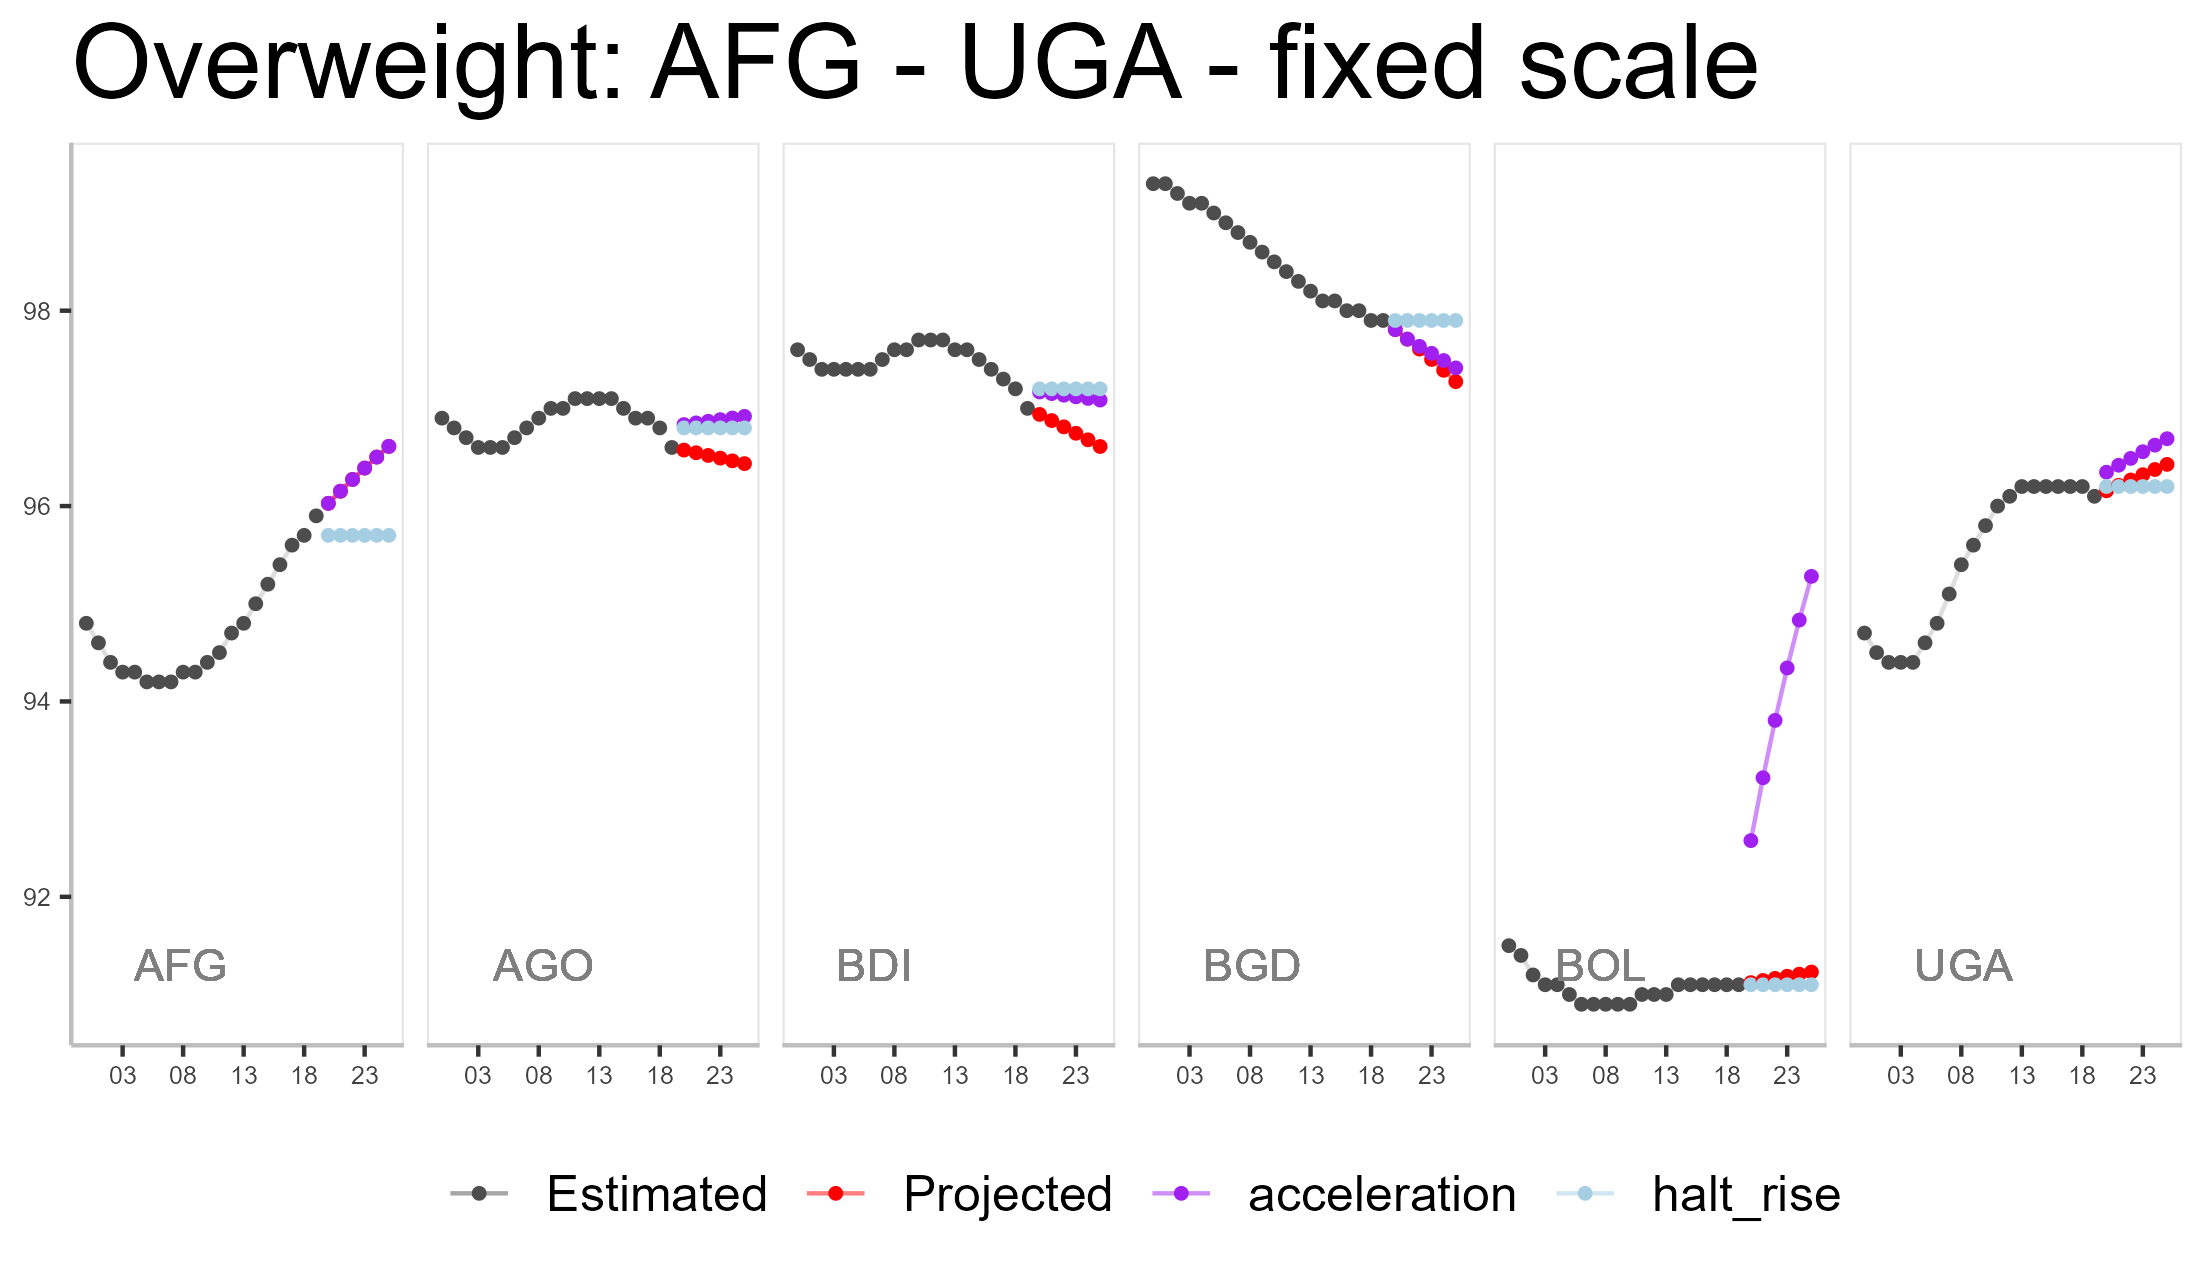 Overweight: AFG - UGA - fixed scale
98
96
94
92
AFG
AGO
BDI
BGD
BOL
UGA
03 08 13 18 23
03 08 13 18 23
03 08 13 18 23
03 08 13 18 23
03 08 13 18 23
03 08 13 18 23
Estimated Projected acceleration halt_rise